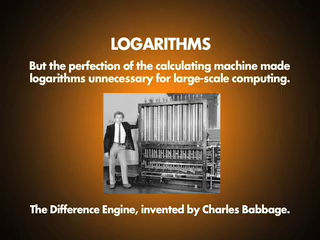 LOGARITHMS
But the perfection of the calculating machine made
logarithms unnecessary for large-scale computing.
The Difference Engine, invented by Charles Babbage.